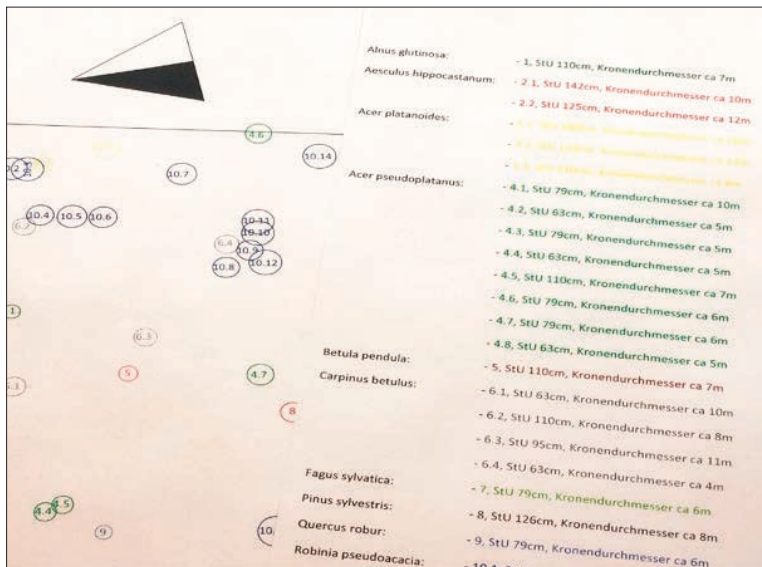 Alnus glutinosa: - 1, StU 110cm, Kronendurchmesser ca 7m
Aesculus hippocastanum: - 2.1, StU 142cm, Kronendurchmesser ca 10m
- 2.2, StU 125cm, Kronendurchmesser ca 12m
Acer platanoides:
Acer pseudoplatanus: - 4.1, StU 79cm, Kronendurchmesser ca 10m
- 4.2, StU 63cm, Kronendurchmesser ca 5m
- 4.3, StU 79cm, Kronendurchmesser ca 5m
- 4.4, StU 63cm, Kronendurchmesser ca 5m
- 4.5, StU 110cm, Kronendurchmesser ca 7m
- 4.6, StU 79cm, Kronendurchmesser ca 6m
- 4.7, StU 79cm, Kronendurchmesser ca 6m
- 4.8, StU 63cm, Kronendurchmesser ca 5m
Betula pendula: - 5, StU 110cm, Kronendurchmesser ca 7m
Carpinus betulus: - 6.1, StU 63cm, Kronendurchmesser ca 10m
- 6.2, StU 110cm, Kronendurchmesser ca 8m
- 6.3, StU 95cm, Kronendurchmesser ca 11m
- 6.4, StU 63cm, Kronendurchmesser ca 4m
Fagus sylvatica: - 7, StU 79cm, Kronendurchmesser ca 6m
Pinus sylvestris: - 8, StU 126cm, Kronendurchmesser ca 8m
Quercus robur: - 9, StU 79cm, Kronendurchmesser ca 6m
Robinia pseudoacacia:
4.6
10.14
10.7
10.4
10.5
10.6
6.2
10.11
10.10
6.4
10.9
10.8
10.12
6.3
5
4.7
8
4.5
4.4
9